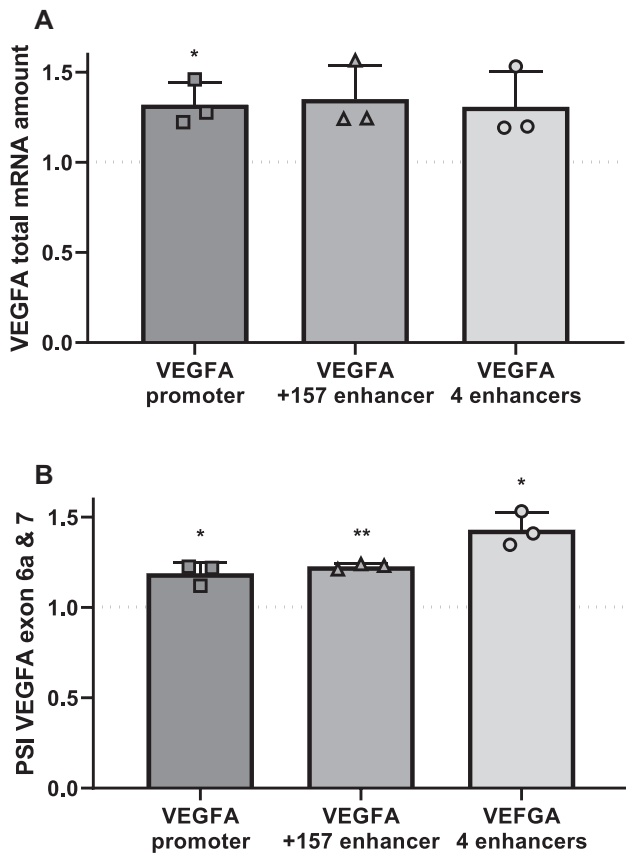 A
*
VEGFA total mRNA amount
1.5
1.0
0.5
0.0
VEGFA
promoter
VEGFA
+157 enhancer
VEGFA
4 enhancers
B
*
**
*
PSI VEGFA exon 6a & 7
1.5
1.0
0.5
0.0
VEGFA
promoter
VEGFA
+157 enhancer
VEFGA
4 enhancers